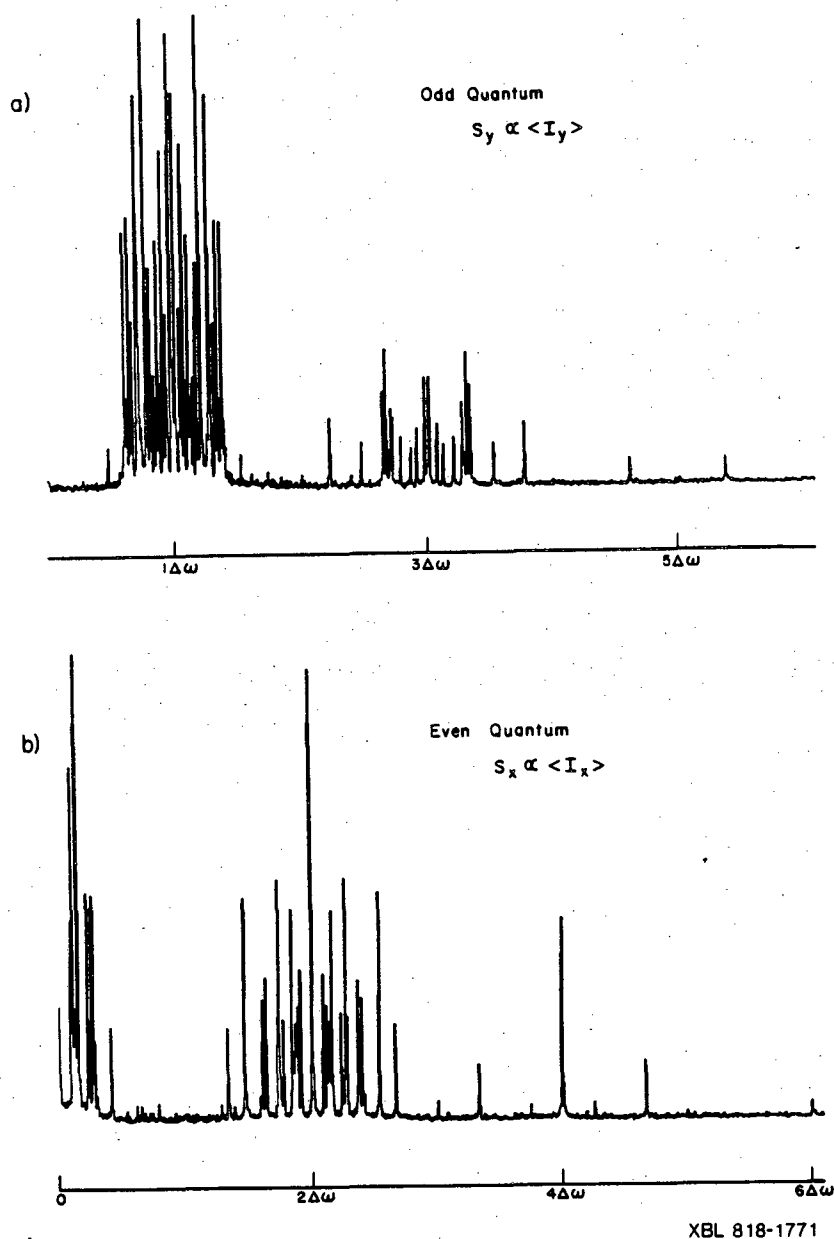 a)
Odd Quantum
Sy ∝ <Iy>
1Δω 3Δω 5Δω
b)
Even Quantum
Sx ∝ <Ix>
0 2Δω 4Δω 6Δω
XBL 818-1771